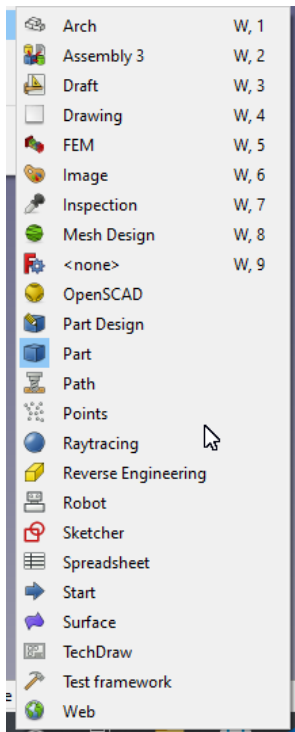 Arch W, 1
Assembly 3 W, 2
Draft W, 3
Drawing W, 4
FEM W, 5
Image W, 6
Inspection W, 7
Mesh Design W, 8
<none> W, 9
OpenSCAD
Part Design
Part
Path
Points
Raytracing
Reverse Engineering
Robot
Sketcher
Spreadsheet
Start
Surface
TechDraw
Test framework
Web